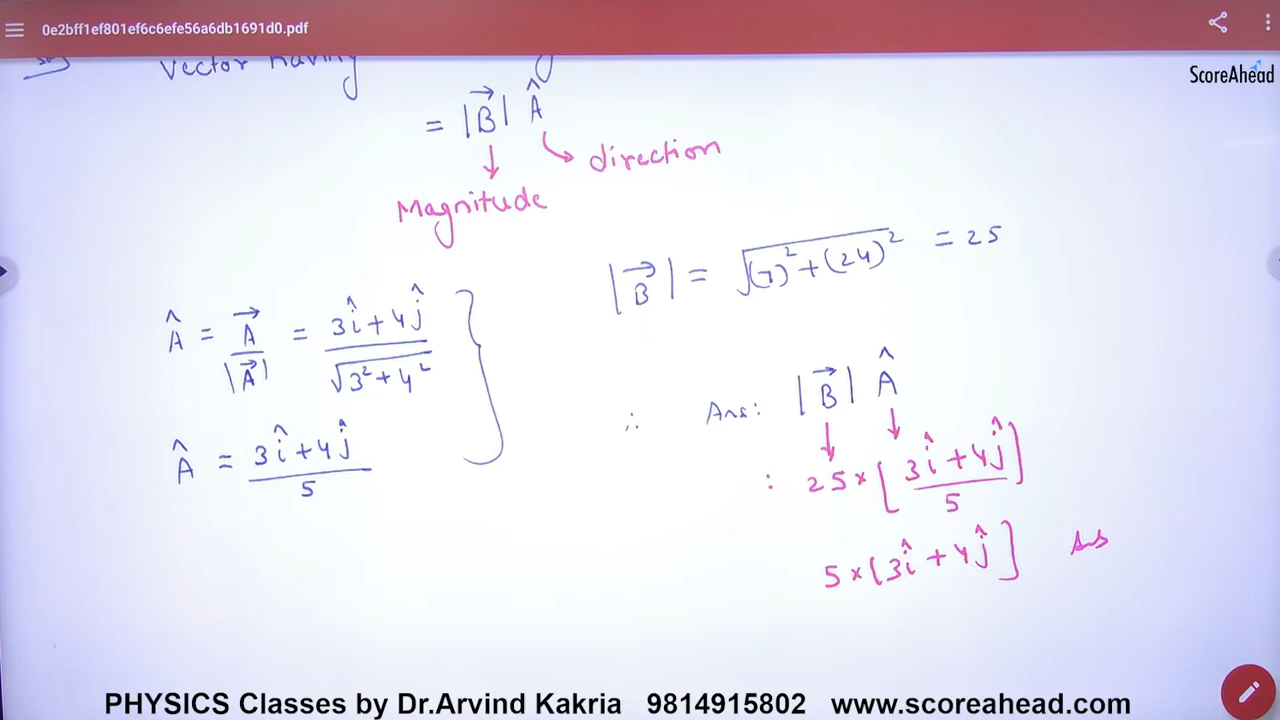 0e2bff1ef801ef6c6efe56a6db1691d0.pdf
ScoreAhead
Vector having
= |B⃗| Â
direction
Magnitude
|B⃗| = √(7)² + (24)² = 25
Â = A⃗ / |A⃗| = 3î + 4ĵ / √3² + 4²
Â = 3î + 4ĵ / 5
∴ Ans: |B⃗| Â
: 25 × [3î + 4ĵ / 5]
5 × [3î + 4ĵ] Ans
PHYSICS Classes by Dr.Arvind Kakria 9814915802 www.scoreahead.com